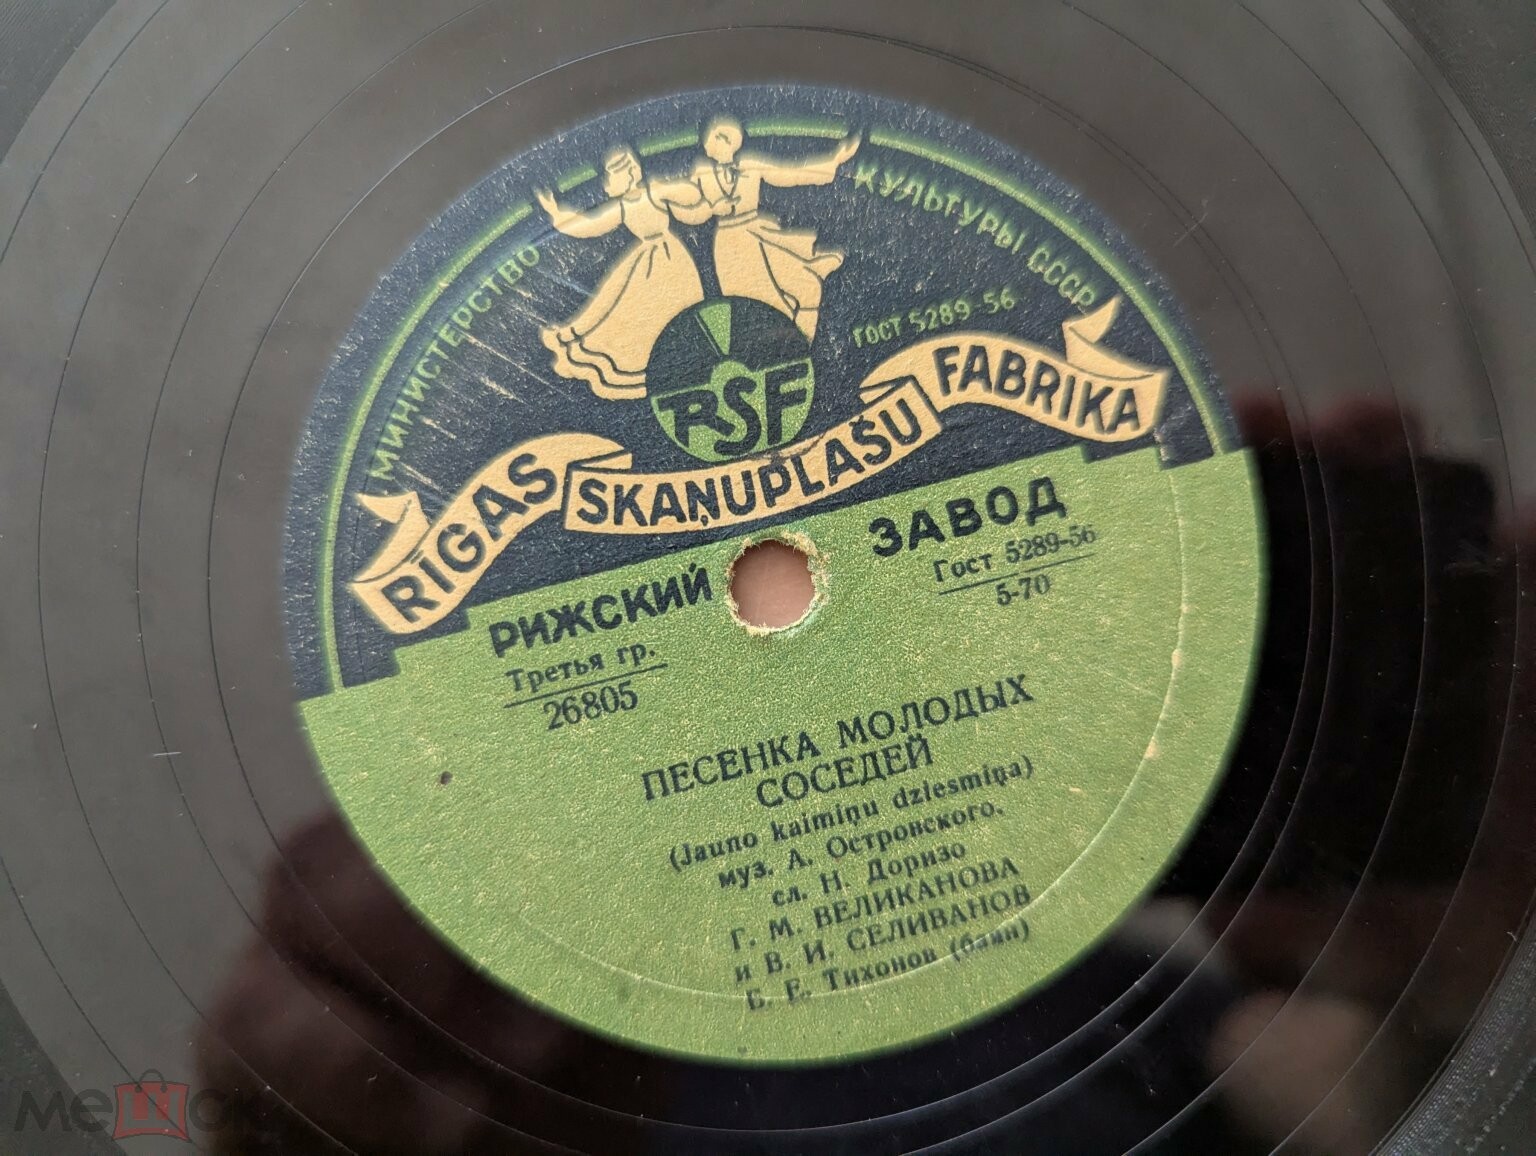 МИНИСТЕРСТВО КУЛЬТУРЫ СССР
ГОСТ 5289-56
RSF
RĪGAS SKAŅUPLAŠU FABRIKA
РИЖСКИЙ ЗАВОД
Третья гр.
26805
Гост 5289-56
5-70
ПЕСЕНКА МОЛОДЫХ
СОСЕДЕЙ
(Jauno kaimiņu dziesmiņa)
муз. А. Островского.
сл. Н. Доризо
Г. М. ВЕЛИКАНОВА
и В. И. СЕЛИВАНОВ
Б. Е. Тихонов (баян)
мешок